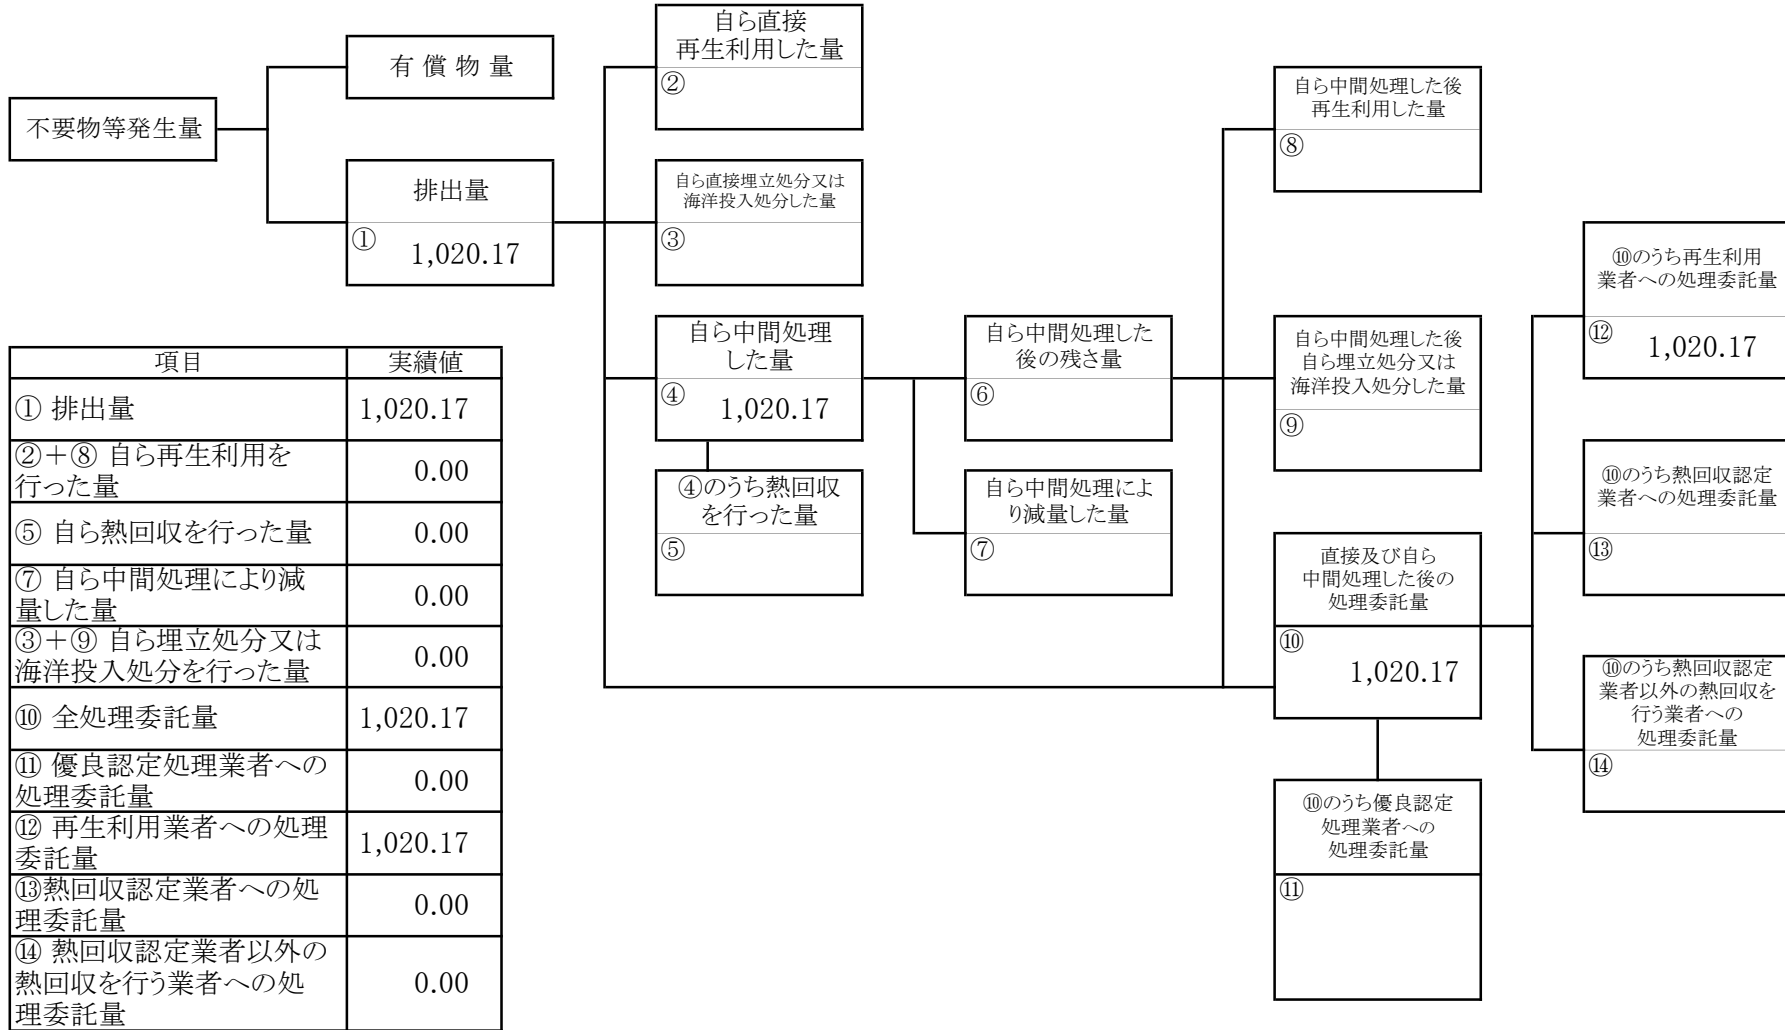 不要物等発生量
有 償 物 量
排出量
①
1,020.17
自ら直接
再生利用した量
②
自ら直接埋立処分又は
海洋投入処分した量
③
自ら中間処理
した量
④
1,020.17
④のうち熱回収
を行った量
⑤
自ら中間処理した
後の残さ量
⑥
自ら中間処理によ
り減量した量
⑦
自ら中間処理した後
再生利用した量
⑧
自ら中間処理した後
自ら埋立処分又は
海洋投入処分した量
⑨
直接及び自ら
中間処理した後の
処理委託量
⑩
1,020.17
⑩のうち優良認定
処理業者への
処理委託量
⑪
⑩のうち再生利用
業者への処理委託量
⑫
1,020.17
⑩のうち熱回収認定
業者への処理委託量
⑬
⑩のうち熱回収認定
業者以外の熱回収を
行う業者への
処理委託量
⑭
項目 実績値
① 排出量 1,020.17
②+⑧ 自ら再生利用を
行った量 0.00
⑤ 自ら熱回収を行った量 0.00
⑦ 自ら中間処理により減
量した量 0.00
③+⑨ 自ら埋立処分又は
海洋投入処分を行った量 0.00
⑩ 全処理委託量 1,020.17
⑪ 優良認定処理業者への
処理委託量 0.00
⑫ 再生利用業者への処理
委託量 1,020.17
⑬熱回収認定業者への処
理委託量 0.00
⑭ 熱回収認定業者以外の
熱回収を行う業者への処
理委託量 0.00